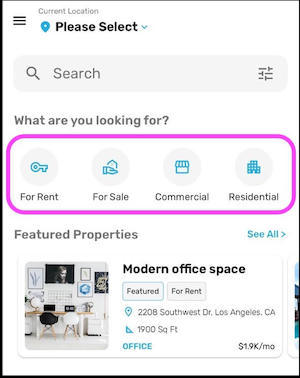 Current Location
Please Select
Search
What are you looking for?
For Rent
For Sale
Commercial
Residential
Featured Properties
See All >
Modern office space
Featured
For Rent
2208 Southwest Dr, Los Angeles, CA
1900 Sq Ft
OFFICE
$1.9K/mo